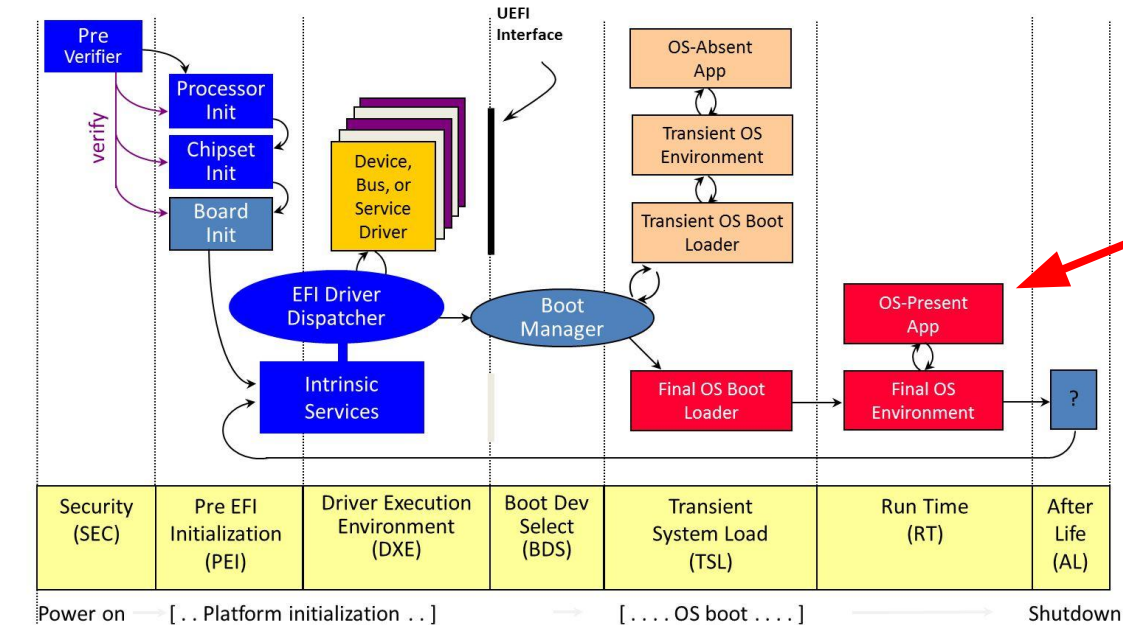 UEFI
Interface
Pre
Verifier
verify
Processor
Init
Chipset
Init
Board
Init
Device,
Bus, or
Service
Driver
EFI Driver
Dispatcher
Intrinsic
Services
Boot
Manager
OS-Absent
App
Transient OS
Environment
Transient OS Boot
Loader
Final OS Boot
Loader
OS-Present
App
Final OS
Environment
?
Security
(SEC)
Pre EFI
Initialization
(PEI)
Driver Execution
Environment
(DXE)
Boot Dev
Select
(BDS)
Transient
System Load
(TSL)
Run Time
(RT)
After
Life
(AL)
Power on
[ . . Platform initialization . . ]
[ . . . . OS boot . . . . ]
Shutdown